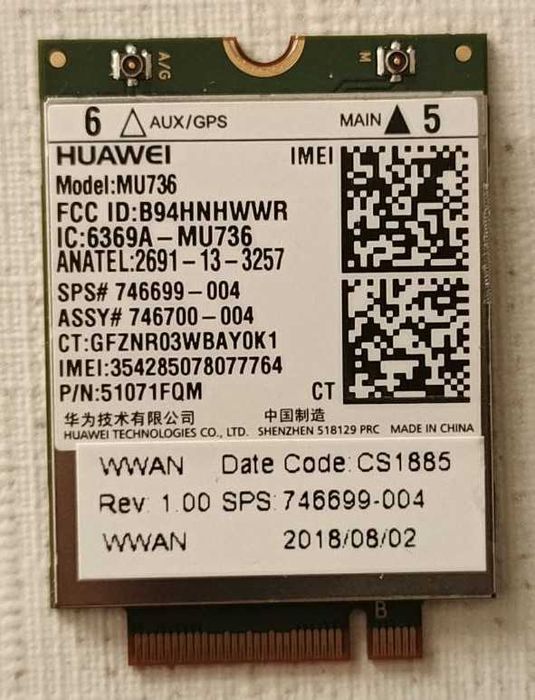 A/G M
6 △ AUX/GPS MAIN ▲ 5
HUAWEI IMEI
Model:MU736
FCC ID:B94HNHWWR
IC:6369A-MU736
ANATEL:2691-13-3257
SPS# 746699-004
ASSY# 746700-004
CT:GFZNR03WBAY0K1
IMEI:354285078077764
P/N:51071FQM CT
华为技术有限公司 中国制造
HUAWEI TECHNOLOGIES CO., LTD. SHENZHEN 518129 PRC MADE IN CHINA
WWAN Date Code: CS1885
Rev: 1.00 SPS: 746699-004
WWAN 2018/08/02
B